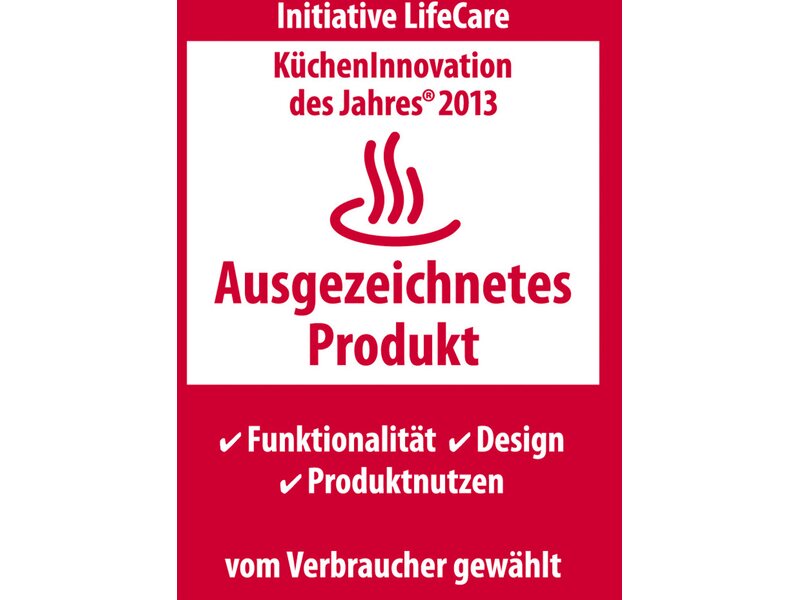 Initiative LifeCare
KüchenInnovation
des Jahres® 2013
Ausgezeichnetes
Produkt
✔ Funktionalität ✔ Design
✔ Produktnutzen
vom Verbraucher gewählt